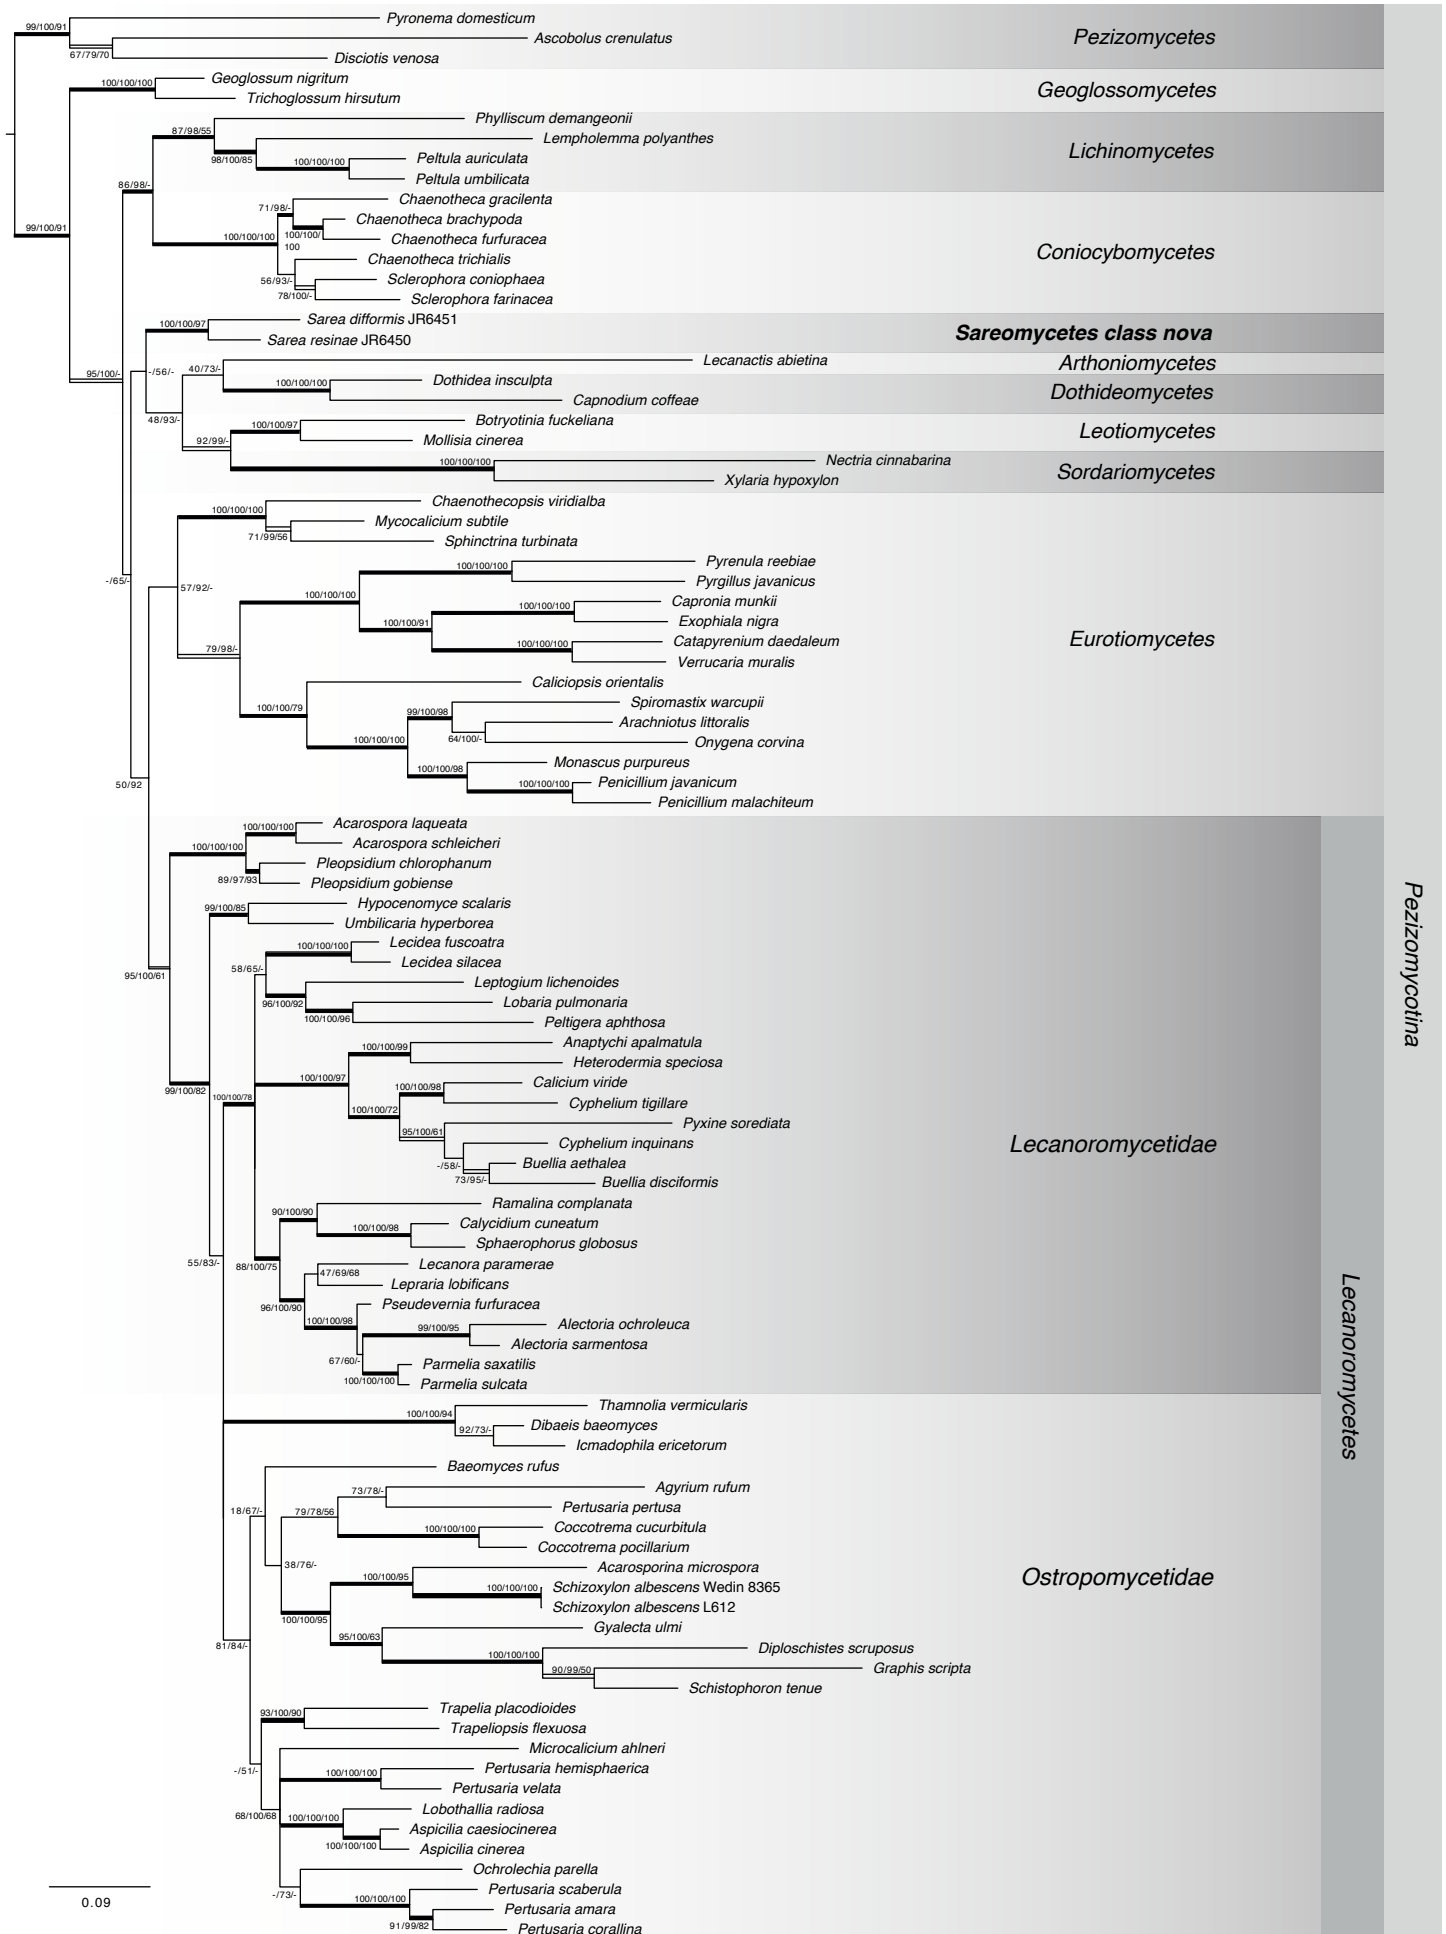 99/100/91
Pyronema domesticum
Ascobolus crenulatus
67/79/70
Disciotis venosa
Pezizomycetes
100/100/100
Geoglossum nigritum
Trichoglossum hirsutum
Geoglossomycetes
87/98/55
Phylliscum demangeonii
Lempholemma polyanthes
98/100/85
100/100/100
Peltula auriculata
Peltula umbilicata
Lichinomycetes
86/98/-
99/100/91
71/98/-
Chaenotheca gracilenta
Chaenotheca brachypoda
100/100/
100
100/100/100
Chaenotheca furfuracea
Chaenotheca trichialis
56/93/-
Sclerophora coniophaea
78/100/-
Sclerophora farinacea
Coniocybomycetes
100/100/97
Sarea difformis JR6451
Sarea resinae JR6450
Sareomycetes class nova
95/100/-
-/56/-
40/73/-
Lecanactis abietina
Arthoniomycetes
100/100/100
Dothidea insculpta
Capnodium coffeae
Dothideomycetes
48/93/-
100/100/97
Botryotinia fuckeliana
Mollisia cinerea
Leotiomycetes
92/99/-
100/100/100
Nectria cinnabarina
Xylaria hypoxylon
Sordariomycetes
100/100/100
Chaenothecopsis viridialba
Mycocalicium subtile
71/99/56
Sphinctrina turbinata
-/65/-
57/92/-
100/100/100
Pyrenula reebiae
Pyrgillus javanicus
100/100/100
100/100/100
Capronia munkii
Exophiala nigra
100/100/91
100/100/100
Catapyrenium daedaleum
Verrucaria muralis
Eurotiomycetes
79/98/-
Caliciopsis orientalis
100/100/79
99/100/98
Spiromastix warcupii
Arachniotus littoralis
64/100/-
Onygena corvina
100/100/100
100/100/98
Monascus purpureus
100/100/100
Penicillium javanicum
Penicillium malachiteum
50/92
100/100/100
Acarospora laqueata
Acarospora schleicheri
100/100/100
Pleopsidium chlorophanum
89/97/93
Pleopsidium gobiense
99/100/85
Hypocenomyce scalaris
Umbilicaria hyperborea
100/100/100
Lecidea fuscoatra
Lecidea silacea
58/65/-
95/100/61
Leptogium lichenoides
96/100/92
Lobaria pulmonaria
100/100/96
Peltigera aphthosa
100/100/99
Anaptychi apalmatula
Heterodermia speciosa
100/100/97
99/100/82
100/100/78
100/100/98
Calicium viride
Cyphelium tigillare
100/100/72
95/100/61
Pyxine sorediata
Cyphelium inquinans
-/58/-
Buellia aethalea
73/95/-
Buellia disciformis
Lecanoromycetidae
90/100/90
Ramalina complanata
100/100/98
Calycidium cuneatum
Sphaerophorus globosus
55/83/-
88/100/75
47/69/68
Lecanora paramerae
Lepraria lobificans
96/100/90
100/100/98
Pseudevernia furfuracea
99/100/95
Alectoria ochroleuca
Alectoria sarmentosa
67/60/-
Parmelia saxatilis
100/100/100
Parmelia sulcata
100/100/94
Thamnolia vermicularis
92/73/-
Dibaeis baeomyces
Icmadophila ericetorum
Baeomyces rufus
18/67/-
73/78/-
Agyrium rufum
Pertusaria pertusa
79/78/56
100/100/100
Coccotrema cucurbitula
Coccotrema pocillarium
38/76/-
100/100/95
Acarosporina microspora
100/100/100
Schizoxylon albescens Wedin 8365
Schizoxylon albescens L612
100/100/95
95/100/63
Gyalecta ulmi
100/100/100
Diploschistes scruposus
90/99/50
Graphis scripta
Schistophoron tenue
Ostropomycetidae
81/84/-
93/100/90
Trapelia placodioides
Trapeliopsis flexuosa
-/51/-
Microcalicium ahlneri
100/100/100
Pertusaria hemisphaerica
Pertusaria velata
68/100/68
100/100/100
Lobothallia radiosa
Aspicilia caesiocinerea
100/100/100
Aspicilia cinerea
-/73/-
Ochrolechia parella
100/100/100
Pertusaria scaberula
Pertusaria amara
91/99/82
Pertusaria corallina
0.09
Lecanoromycetes
Pezizomycotina